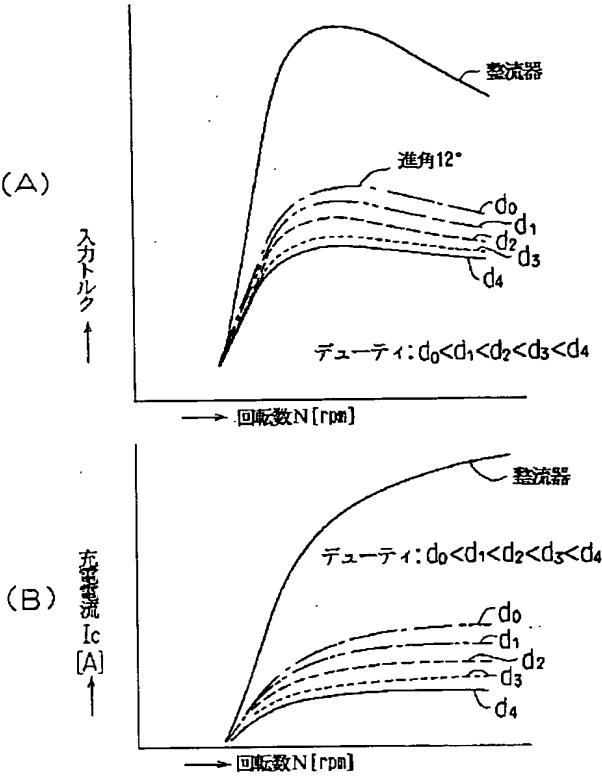 (A)
整流器
進角12°
d₀
d₁
d₂
d₃
d₄
入力トルク
デューティ:d₀<d₁<d₂<d₃<d₄
回転数N[rpm]
(B)
整流器
デューティ:d₀<d₁<d₂<d₃<d₄
充電電流
Ic
[A]
d₀
d₁
d₂
d₃
d₄
回転数N[rpm]